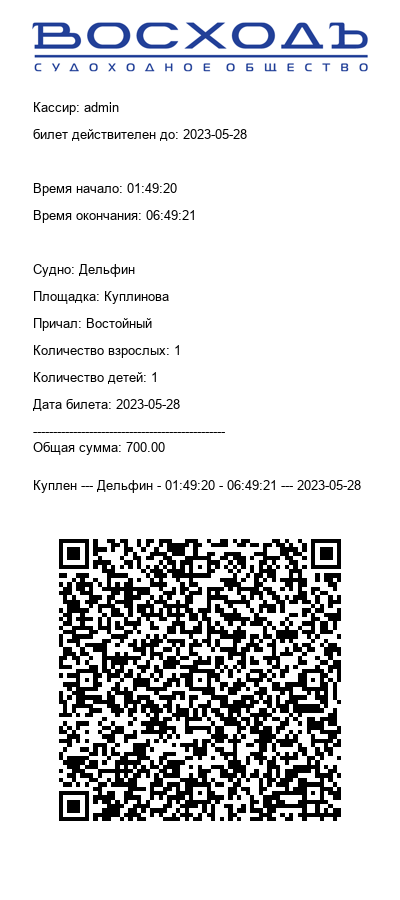 ВОСХОДЪ
СУДОХОДНОЕ ОБЩЕСТВО
Кассир: admin
билет действителен до: 2023-05-28
Время начало: 01:49:20
Время окончания: 06:49:21
Судно: Дельфин
Площадка: Куплинова
Причал: Востойный
Количество взрослых: 1
Количество детей: 1
Дата билета: 2023-05-28
------------------------------------------------
Общая сумма: 700.00
Куплен --- Дельфин - 01:49:20 - 06:49:21 --- 2023-05-28